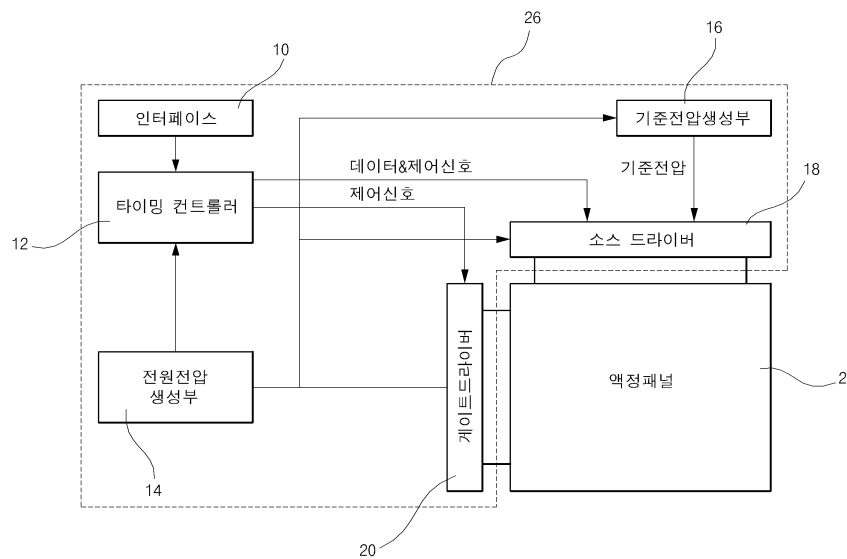 26
16
10
인터페이스
기준전압생성부
데이터&제어신호
기준전압
제어신호
18
타이밍 컨트롤러
12
소스 드라이버
게이트드라이버
전원전압
생성부
액정패널
2
14
20